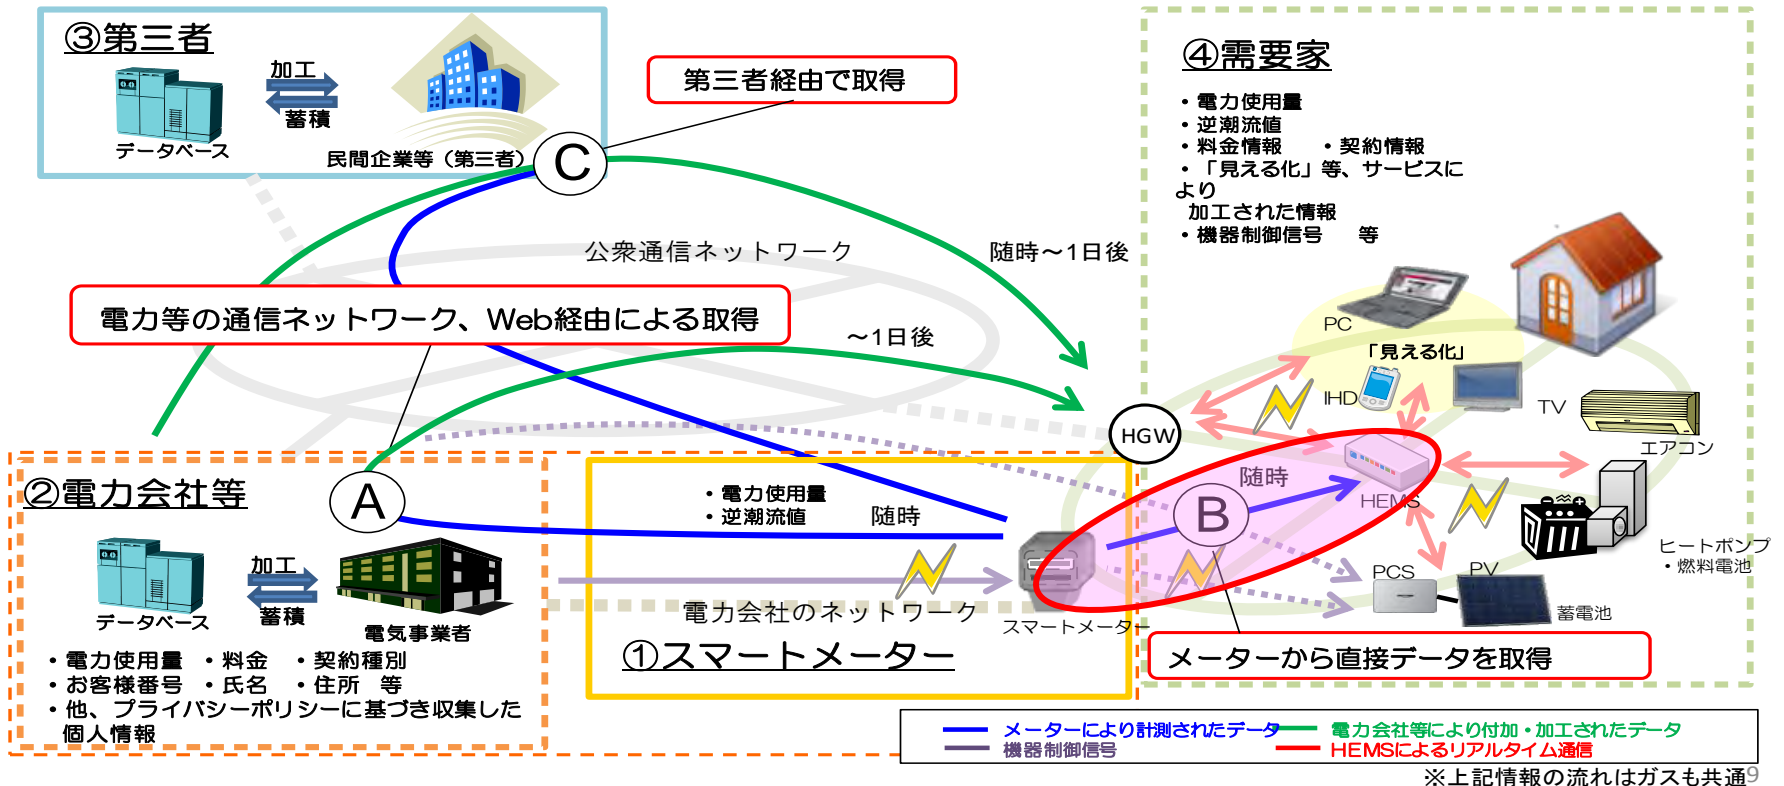 ③第三者
加工
蓄積
データベース
民間企業等（第三者）
C
第三者経由で取得
公衆通信ネットワーク
随時～1日後
電力等の通信ネットワーク、Web経由による取得
～1日後
②電力会社等
A
加工
蓄積
データベース
電気事業者
・電力使用量　・料金　・契約種別
・お客様番号　・氏名　・住所　等
・他、プライバシーポリシーに基づき収集した
個人情報
・電力使用量
・逆潮流値
随時
電力会社のネットワーク
スマートメーター
①スマートメーター
④需要家
・電力使用量
・逆潮流値
・料金情報　・契約情報
・「見える化」等、サービスに
より
加工された情報
・機器制御信号　等
PC
「見える化」
IHD
TV
エアコン
HGW
随時
B
HEMS
ヒートポンプ
・燃料電池
PCS
PV
蓄電池
メーターから直接データを取得
メーターにより計測されたデータ
電力会社等により付加・加工されたデータ
機器制御信号
HEMSによるリアルタイム通信
※上記情報の流れはガスも共通
9